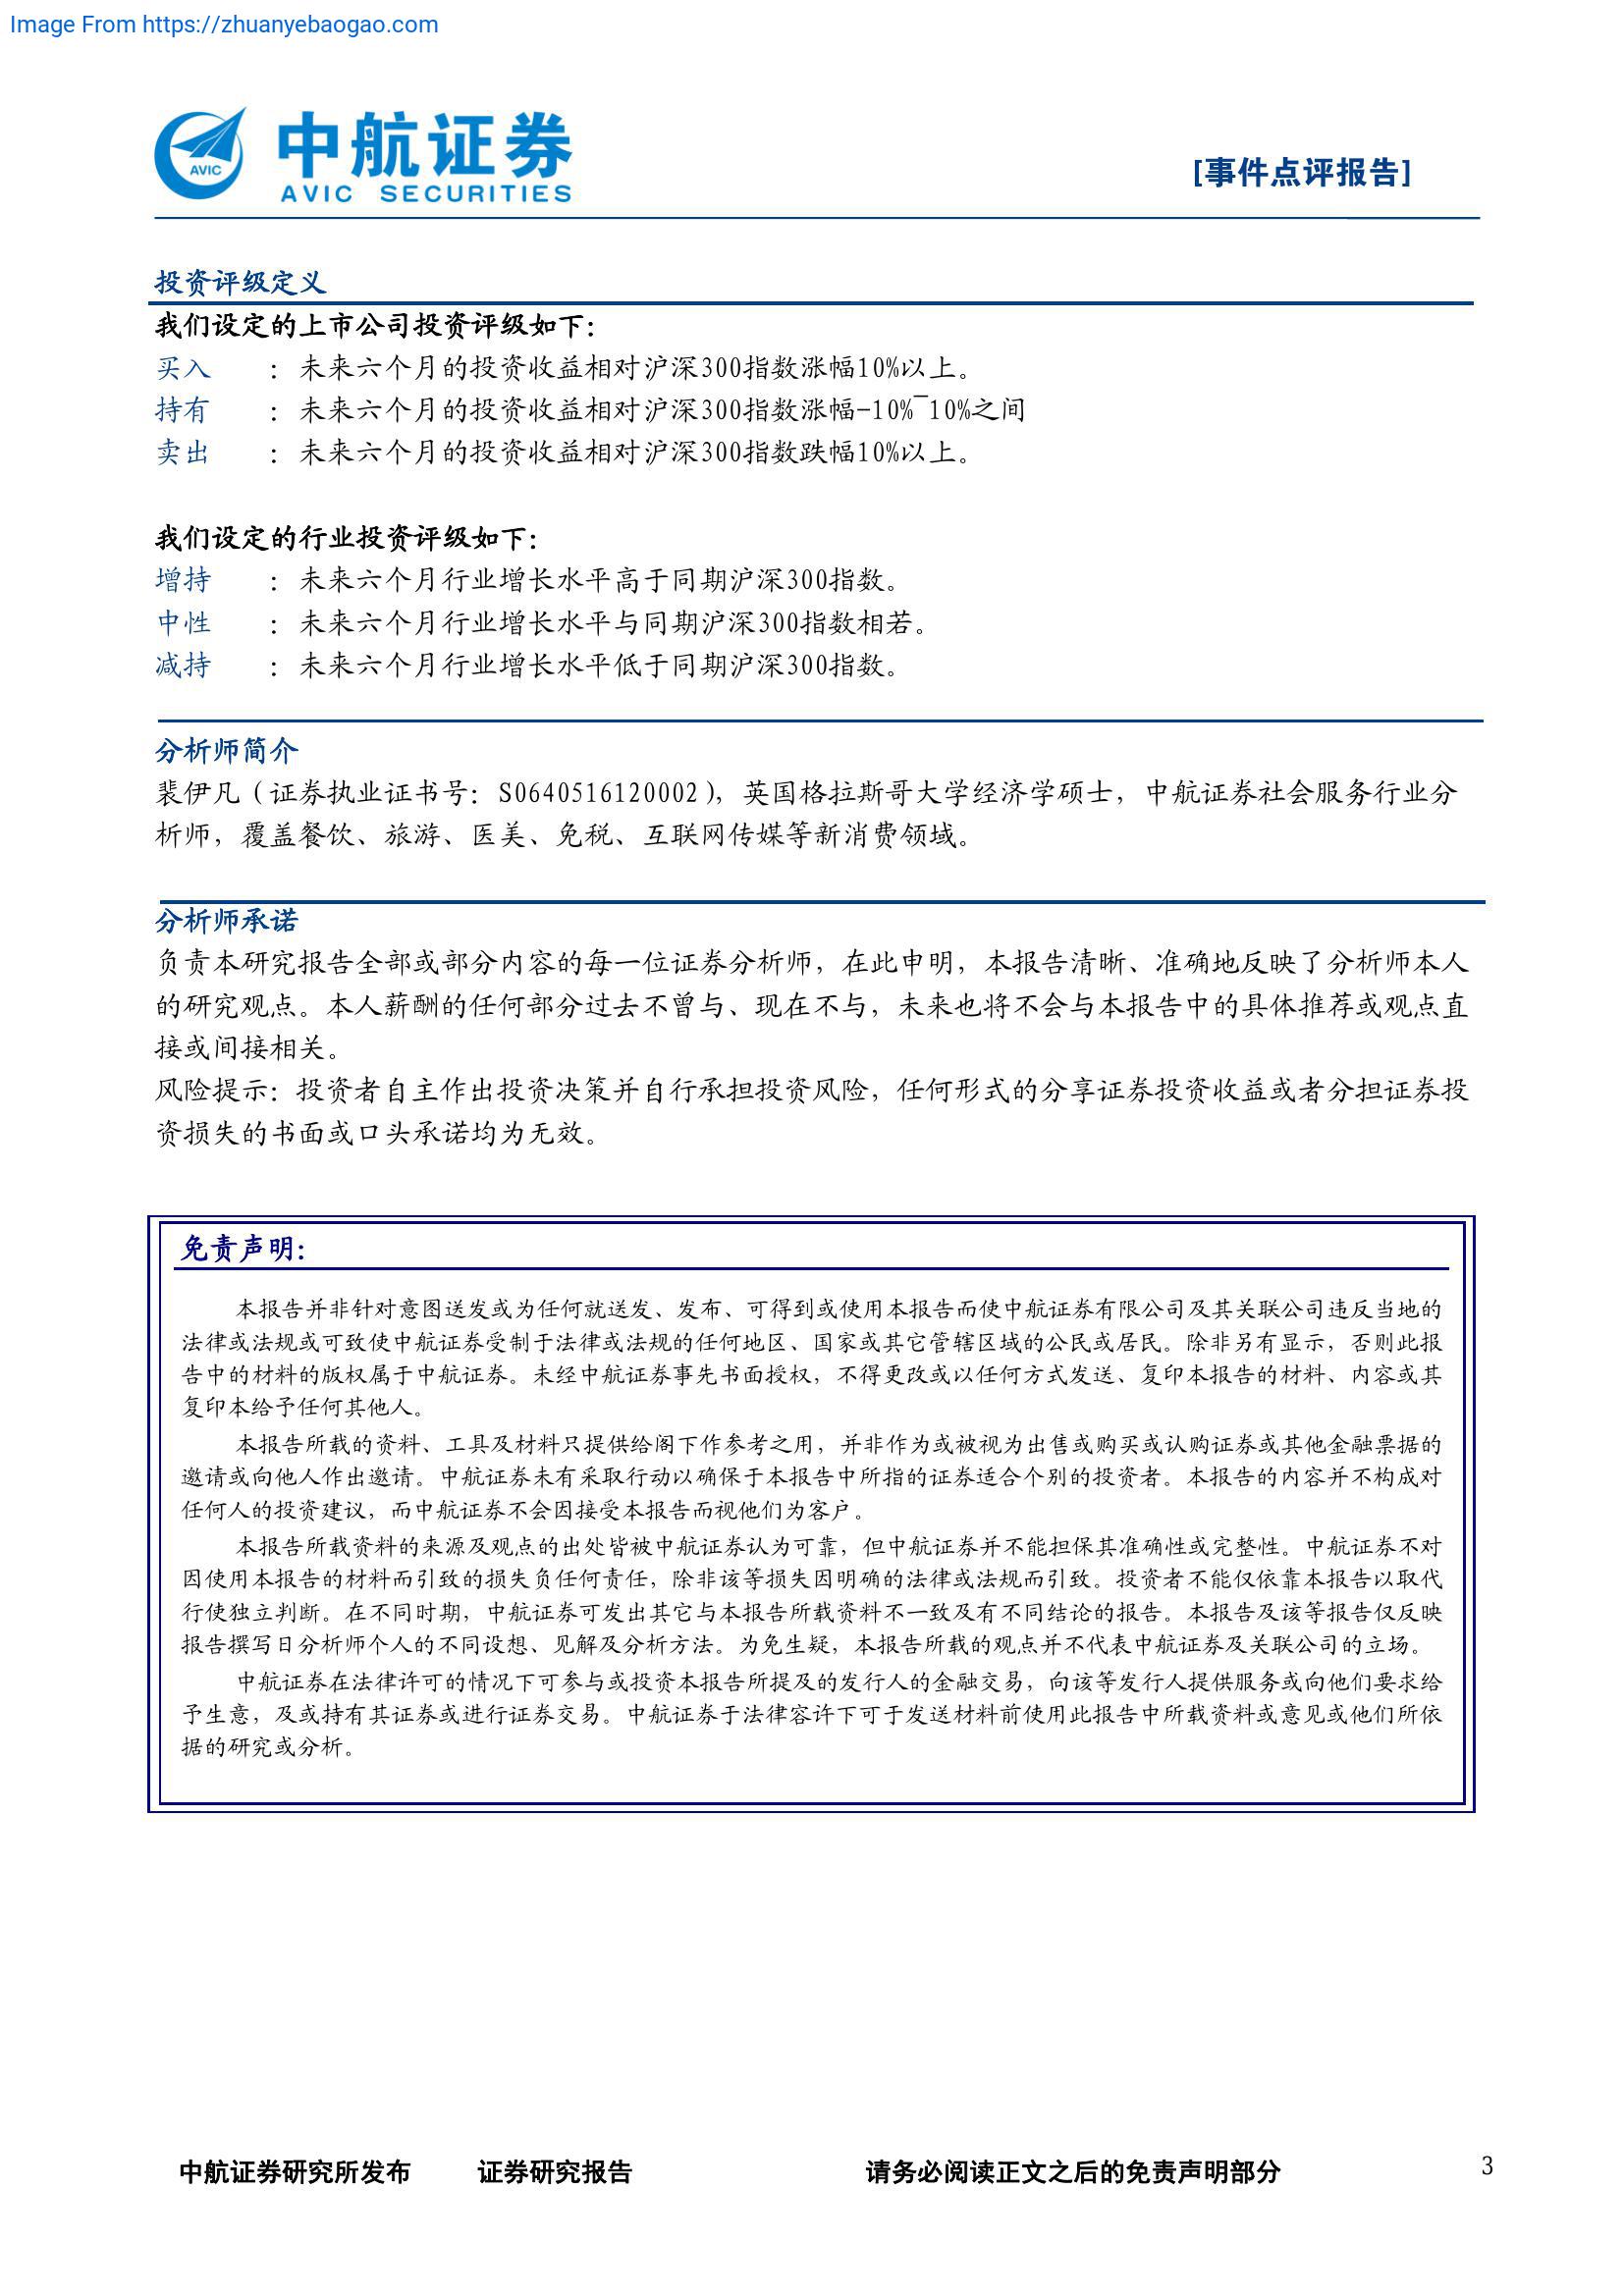 Image From https://zhuanyebaogao.com
AVIC
中航证券
AVIC SECURITIES
[事件点评报告]
投资评级定义
我们设定的上市公司投资评级如下：
买入 ：未来六个月的投资收益相对沪深300指数涨幅10%以上。
持有 ：未来六个月的投资收益相对沪深300指数涨幅-10%~10%之间
卖出 ：未来六个月的投资收益相对沪深300指数跌幅10%以上。
我们设定的行业投资评级如下：
增持 ：未来六个月行业增长水平高于同期沪深300指数。
中性 ：未来六个月行业增长水平与同期沪深300指数相若。
减持 ：未来六个月行业增长水平低于同期沪深300指数。
分析师简介
裴伊凡（证券执业证书号：S0640516120002），英国格拉斯哥大学经济学硕士，中航证券社会服务行业分
析师，覆盖餐饮、旅游、医美、免税、互联网传媒等新消费领域。
分析师承诺
负责本研究报告全部或部分内容的每一位证券分析师，在此申明，本报告清晰、准确地反映了分析师本人
的研究观点。本人薪酬的任何部分过去不曾与、现在不与，未来也将不会与本报告中的具体推荐或观点直
接或间接相关。
风险提示：投资者自主作出投资决策并自行承担投资风险，任何形式的分享证券投资收益或者分担证券投
资损失的书面或口头承诺均为无效。
免责声明：
本报告并非针对意图送发或为任何就送发、发布、可得到或使用本报告而使中航证券有限公司及其关联公司违反当地的
法律或法规或可致使中航证券受制于法律或法规的任何地区、国家或其它管辖区域的公民或居民。除非另有显示，否则此报
告中的材料的版权属于中航证券。未经中航证券事先书面授权，不得更改或以任何方式发送、复印本报告的材料、内容或其
复印本给予任何其他人。
本报告所载的资料、工具及材料只提供给阁下作参考之用，并非作为或被视为出售或购买或认购证券或其他金融票据的
邀请或向他人作出邀请。中航证券未有采取行动以确保于本报告中所指的证券适合个别的投资者。本报告的内容并不构成对
任何人的投资建议，而中航证券不会因接受本报告而视他们为客户。
本报告所载资料的来源及观点的出处皆被中航证券认为可靠，但中航证券并不能担保其准确性或完整性。中航证券不对
因使用本报告的材料而引致的损失负任何责任，除非该等损失因明确的法律或法规而引致。投资者不能仅依靠本报告以取代
行使独立判断。在不同时期，中航证券可发出其它与本报告所载资料不一致及有不同结论的报告。本报告及该等报告仅反映
报告撰写日分析师个人的不同设想、见解及分析方法。为免生疑，本报告所载的观点并不代表中航证券及关联公司的立场。
中航证券在法律许可的情况下可参与或投资本报告所提及的发行人的金融交易，向该等发行人提供服务或向他们要求给
予生意，及或持有其证券或进行证券交易。中航证券于法律容许下可于发送材料前使用此报告中所载资料或意见或他们所依
据的研究或分析。
中航证券研究所发布 证券研究报告 请务必阅读正文之后的免责声明部分 3